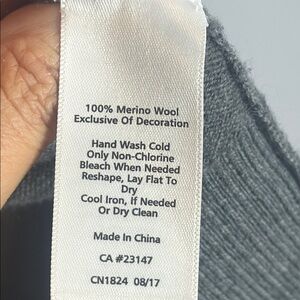 100% Merino Wool
Exclusive Of Decoration
Hand Wash Cold
Only Non-Chlorine
Bleach When Needed
Reshape, Lay Flat To
Dry
Cool Iron, If Needed
Or Dry Clean
Made In China
CA #23147
CN1824 08/17